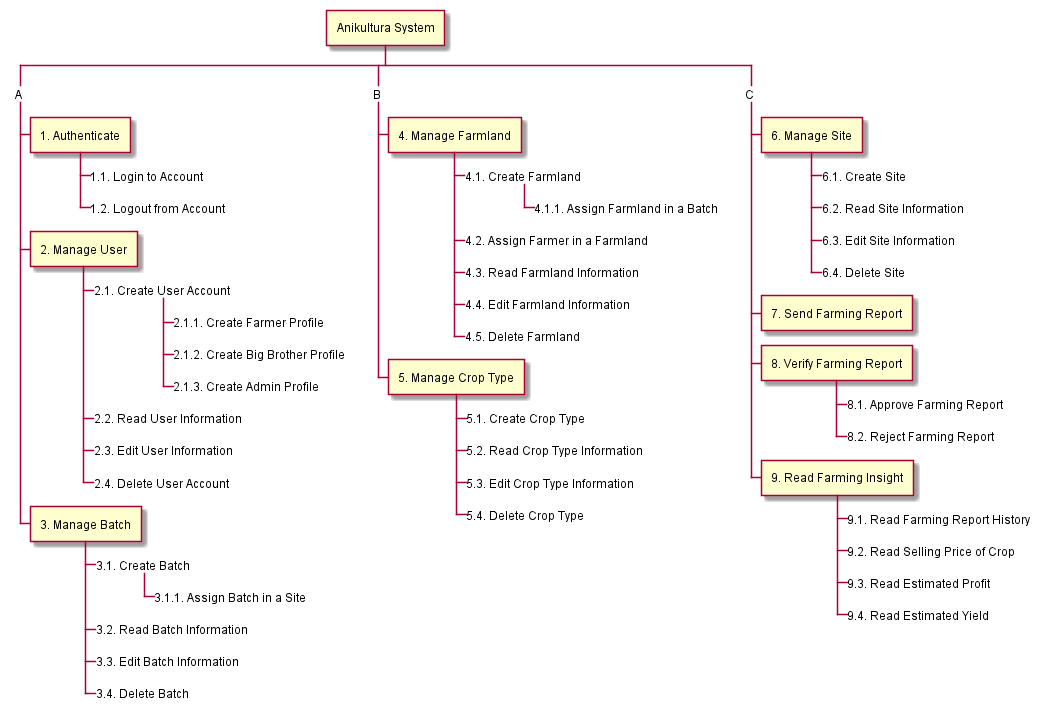 Anikultura System
A
1. Authenticate
1.1. Login to Account
1.2. Logout from Account
2. Manage User
2.1. Create User Account
2.1.1. Create Farmer Profile
2.1.2. Create Big Brother Profile
2.1.3. Create Admin Profile
2.2. Read User Information
2.3. Edit User Information
2.4. Delete User Account
3. Manage Batch
3.1. Create Batch
3.1.1. Assign Batch in a Site
3.2. Read Batch Information
3.3. Edit Batch Information
3.4. Delete Batch
B
4. Manage Farmland
4.1. Create Farmland
4.1.1. Assign Farmland in a Batch
4.2. Assign Farmer in a Farmland
4.3. Read Farmland Information
4.4. Edit Farmland Information
4.5. Delete Farmland
5. Manage Crop Type
5.1. Create Crop Type
5.2. Read Crop Type Information
5.3. Edit Crop Type Information
5.4. Delete Crop Type
C
6. Manage Site
6.1. Create Site
6.2. Read Site Information
6.3. Edit Site Information
6.4. Delete Site
7. Send Farming Report
8. Verify Farming Report
8.1. Approve Farming Report
8.2. Reject Farming Report
9. Read Farming Insight
9.1. Read Farming Report History
9.2. Read Selling Price of Crop
9.3. Read Estimated Profit
9.4. Read Estimated Yield